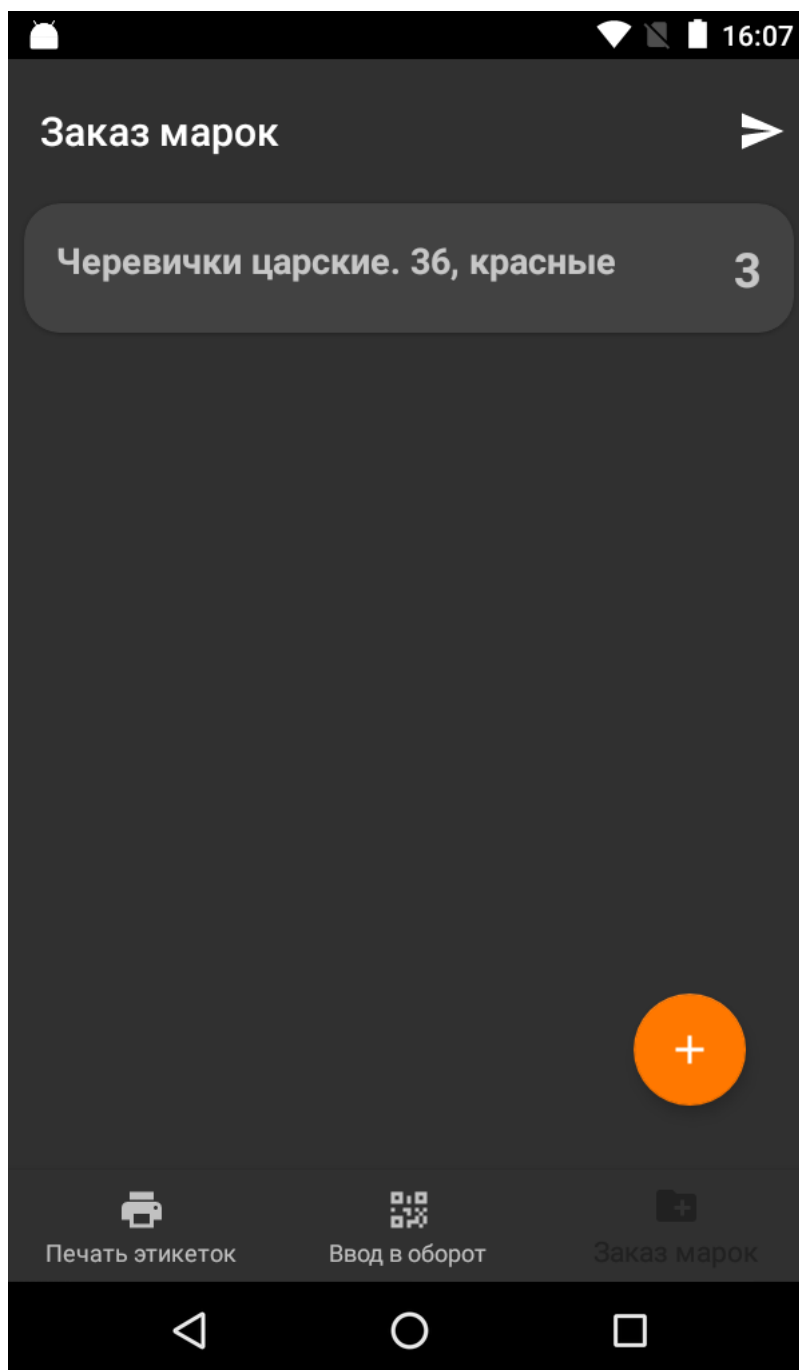 16:07
Заказ марок
Черевички царские. 36, красные
3
Печать этикеток
Ввод в оборот
Заказ марок